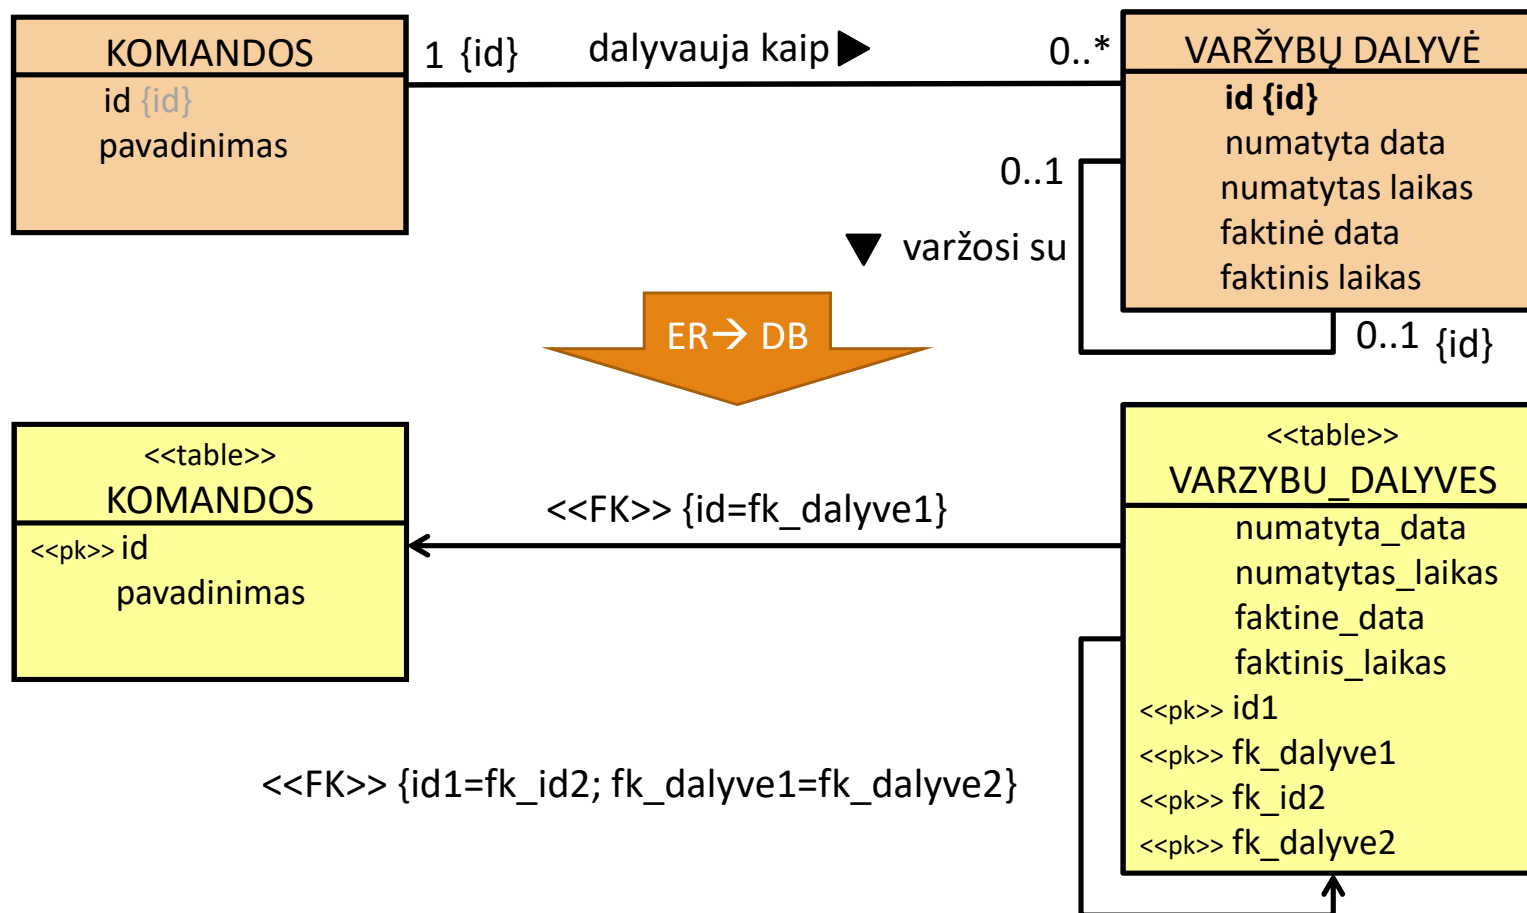 KOMANDOS
id {id}
pavadinimas
1 {id}
dalyvauja kaip ▶
0..*
VARŽYBŲ DALYVĖ
id {id}
numatyta data
numatytas laikas
faktinė data
faktinis laikas
0..1
▼ varžosi su
0..1 {id}
ER→ DB
<<table>>
KOMANDOS
<<pk>> id
pavadinimas
<<FK>> {id=fk_dalyve1}
<<table>>
VARZYBU_DALYVES
numatyta_data
numatytas_laikas
faktine_data
faktinis_laikas
<<pk>> id1
<<pk>> fk_dalyve1
<<pk>> fk_id2
<<pk>> fk_dalyve2
<<FK>> {id1=fk_id2; fk_dalyve1=fk_dalyve2}